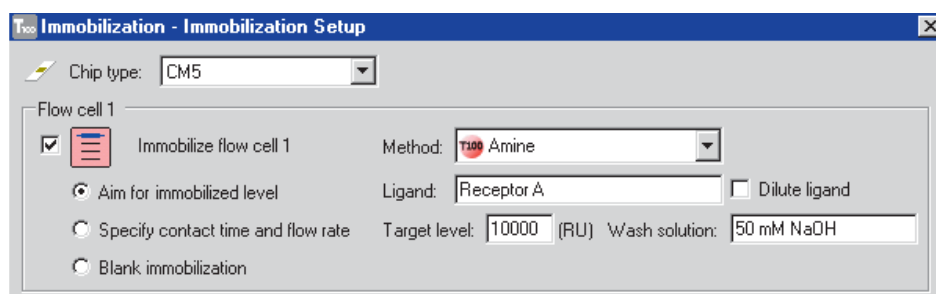 T100 Immobilization - Immobilization Setup
Chip type: CM5
Flow cell 1
Immobilize flow cell 1 Method: T100 Amine
Aim for immobilized level Ligand: Receptor A Dilute ligand
Specify contact time and flow rate Target level: 10000 (RU) Wash solution: 50 mM NaOH
Blank immobilization